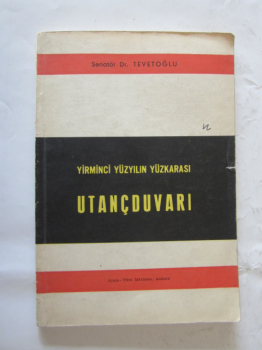 Senatör Dr. TEVETOĞLU
YİRMİNCİ YÜZYILIN YÜZKARASI
UTANÇDUVARI